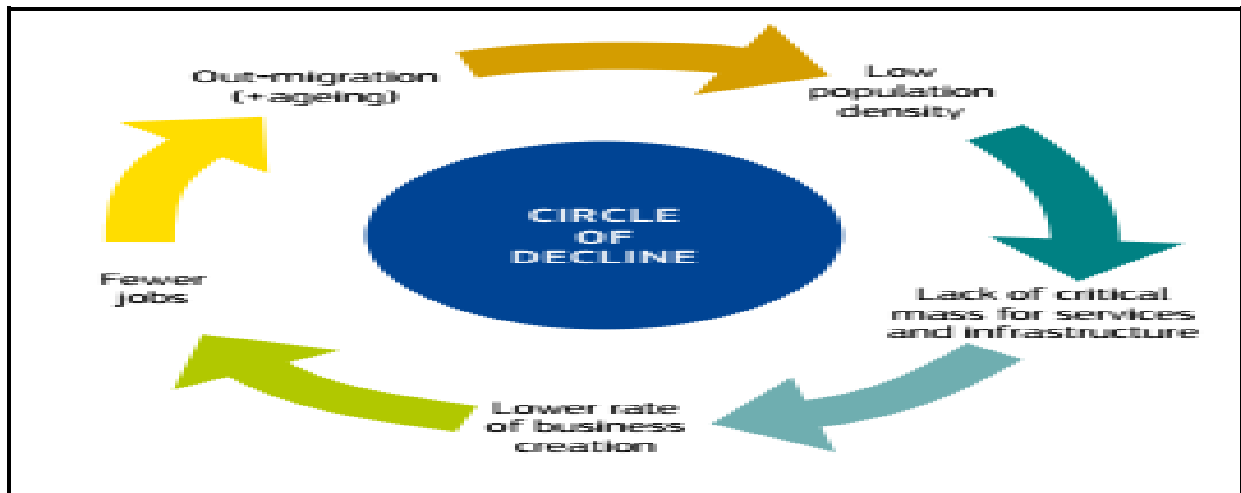 Out-migration
(+ageing)
Low
population
density
CIRCLE
OF
DECLINE
Fewer
jobs
Lack of critical
mass for services
and infrastructure
Lower rate
of business
creation